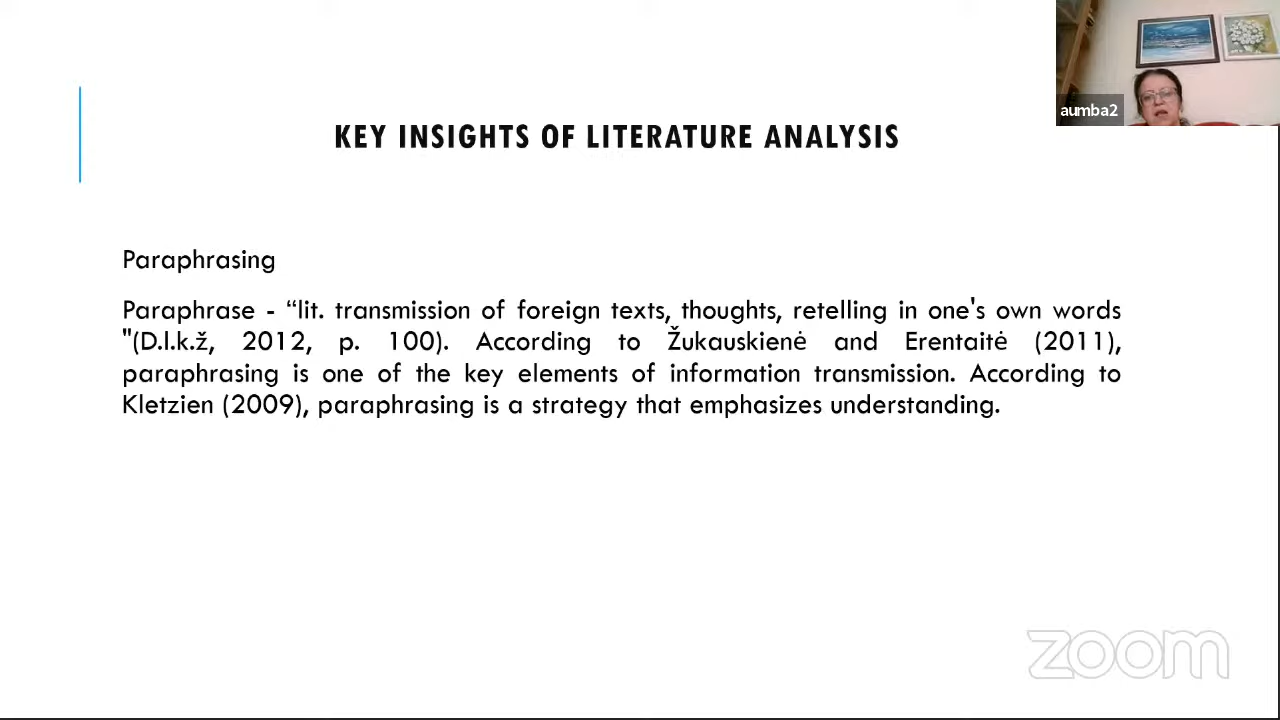 aumba2
KEY INSIGHTS OF LITERATURE ANALYSIS
Paraphrasing
Paraphrase - “lit. transmission of foreign texts, thoughts, retelling in one's own words
"(D.l.k.ž, 2012, p. 100). According to Žukauskienė and Erentaitė (2011),
paraphrasing is one of the key elements of information transmission. According to
Kletzien (2009), paraphrasing is a strategy that emphasizes understanding.
zoom